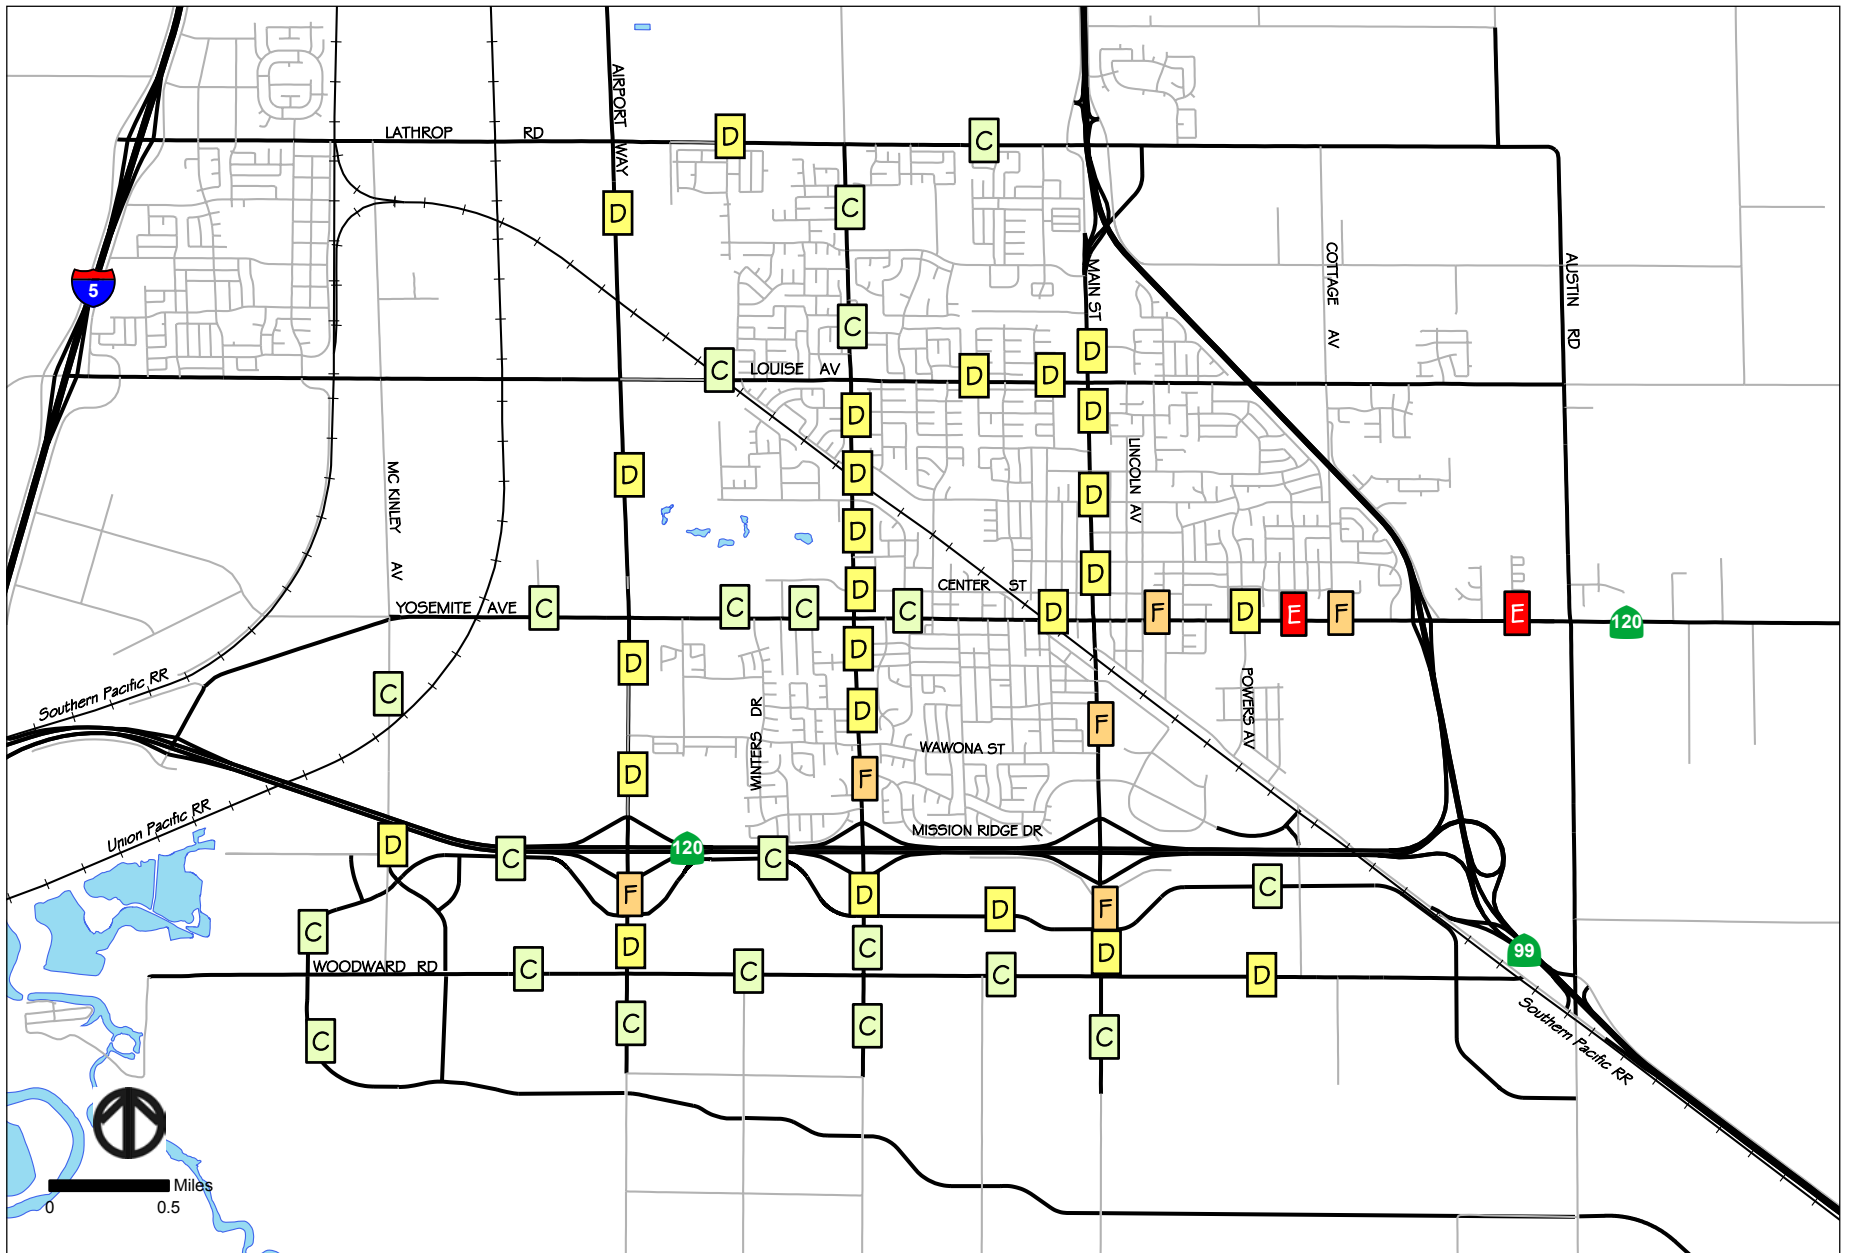 AIRPORT WAY
LATHROP RD
D
C
D
C
5
MAIN ST
COTTAGE AV
AUSTIN RD
C
D
C
LOUISE AV
D
D
D
D
MC KINLEY AV
D
D
D
LINCOLN AV
D
D
D
CENTER ST
YOSEMITE AVE
C
C
C
D
C
D
F
D
E
F
E
120
D
D
Southern Pacific RR
C
WINTERS DR
D
F
POWERS AV
WAWONA ST
D
F
Union Pacific RR
MISSION RIDGE DR
D
C
120
C
F
D
D
F
C
C
D
C
D
99
WOODWARD RD
C
C
C
D
Southern Pacific RR
C
C
C
C
Miles
0 0.5